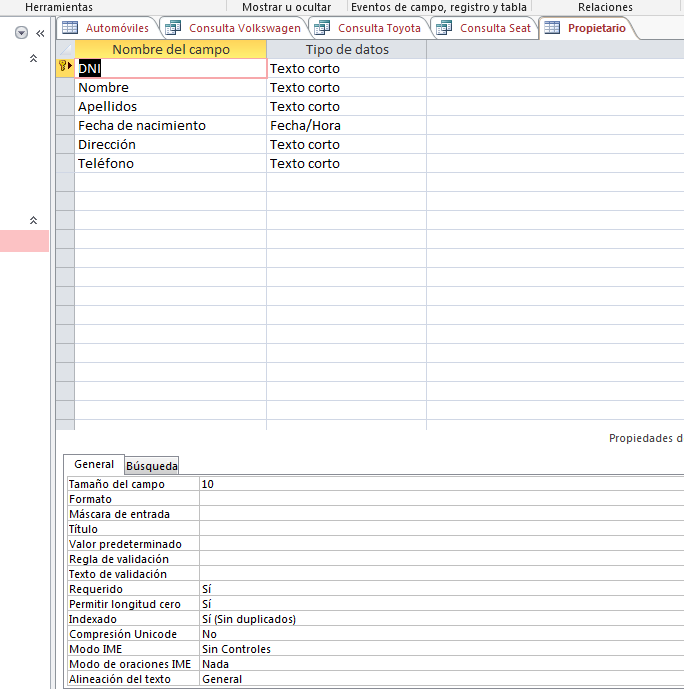 Herramientas Mostrar u ocultar Eventos de campo, registro y tabla Relaciones
Automóviles Consulta Volkswagen Consulta Toyota Consulta Seat Propietario
Nombre del campo Tipo de datos
DNI Texto corto
Nombre Texto corto
Apellidos Texto corto
Fecha de nacimiento Fecha/Hora
Dirección Texto corto
Teléfono Texto corto
Propiedades d
General Búsqueda
Tamaño del campo 10
Formato
Máscara de entrada
Título
Valor predeterminado
Regla de validación
Texto de validación
Requerido Sí
Permitir longitud cero Sí
Indexado Sí (Sin duplicados)
Compresión Unicode No
Modo IME Sin Controles
Modo de oraciones IME Nada
Alineación del texto General